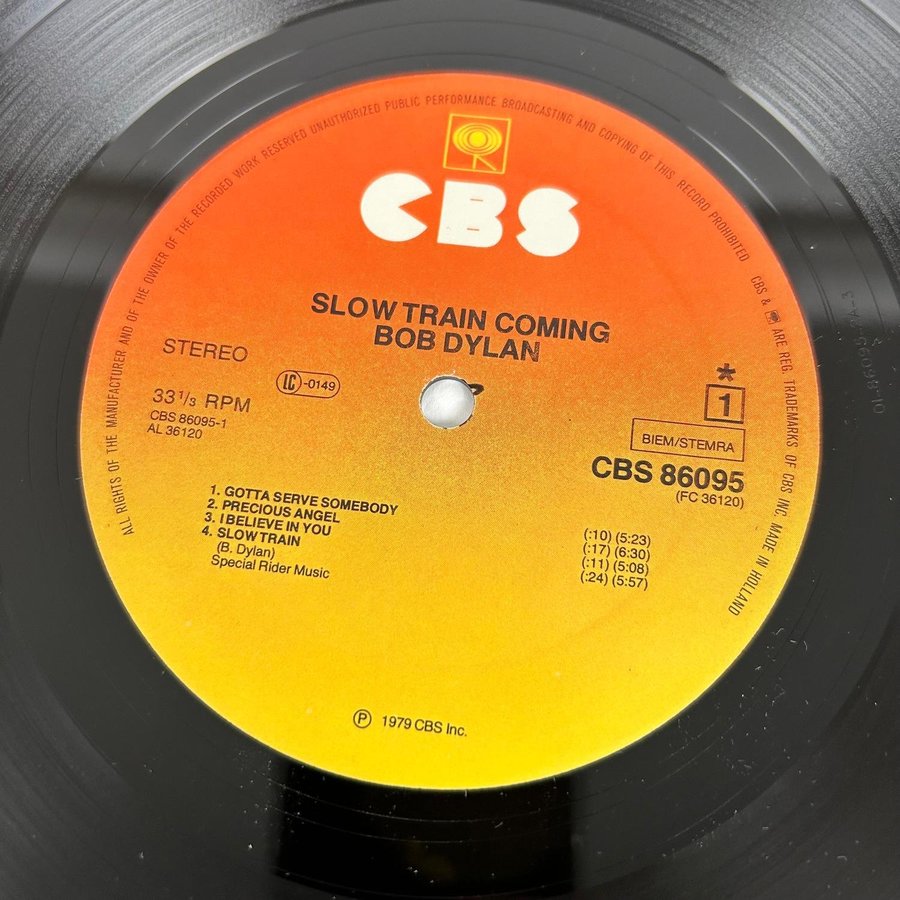 ALL RIGHTS OF THE MANUFACTURER AND OF THE OWNER OF THE RECORDED WORK RESERVED UNAUTHORIZED PUBLIC PERFORMANCE BROADCASTING AND COPYING OF THIS RECORD PROHIBITED
CBS & ARE REG. TRADEMARKS OF CBS INC. MADE IN HOLLAND
CBS
SLOW TRAIN COMING
BOB DYLAN
STEREO
LC-0149
33 1/3 RPM
CBS 86095-1
AL 36120
*
1
BIEM/STEMRA
CBS 86095
(FC 36120)
1. GOTTA SERVE SOMEBODY (:10) (5:23)
2. PRECIOUS ANGEL (:17) (6:30)
3. I BELIEVE IN YOU (:11) (5:08)
4. SLOW TRAIN (:24) (5:57)
(B. Dylan)
Special Rider Music
℗ 1979 CBS Inc.